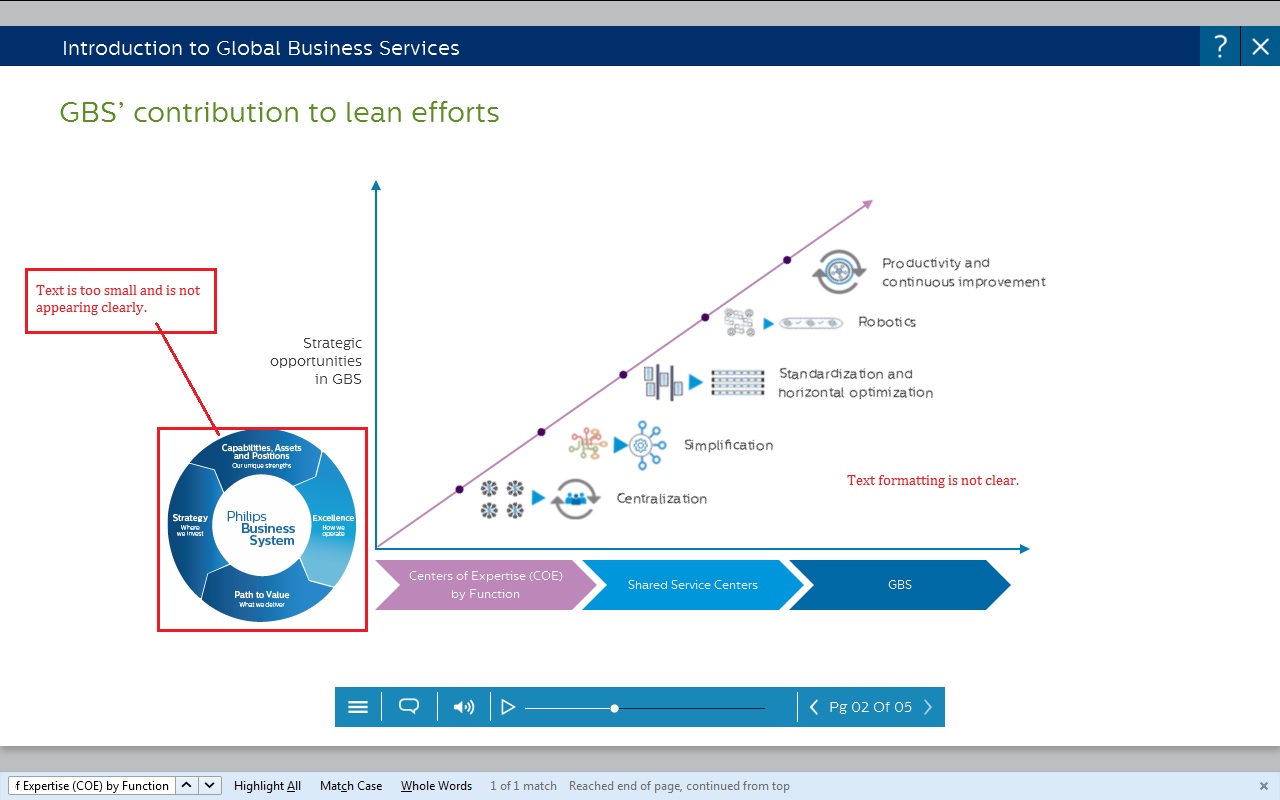 Introduction to Global Business Services
?
GBS’ contribution to lean efforts
Text is too small and is not
appearing clearly.
Strategic
opportunities
in GBS
Productivity and
continuous improvement
Robotics
Standardization and
horizontal optimization
Simplification
Centralization
Text formatting is not clear.
Capabilities, Assets
and Positions
Our unique strengths
Strategy
Where
we invest
Philips
Business
System
Excellence
How we
operate
Path to Value
What we deliver
Centers of Expertise (COE)
by Function
Shared Service Centers
GBS
Pg 02 Of 05
f Expertise (COE) by Function
Highlight All
Match Case
Whole Words
1 of 1 match
Reached end of page, continued from top